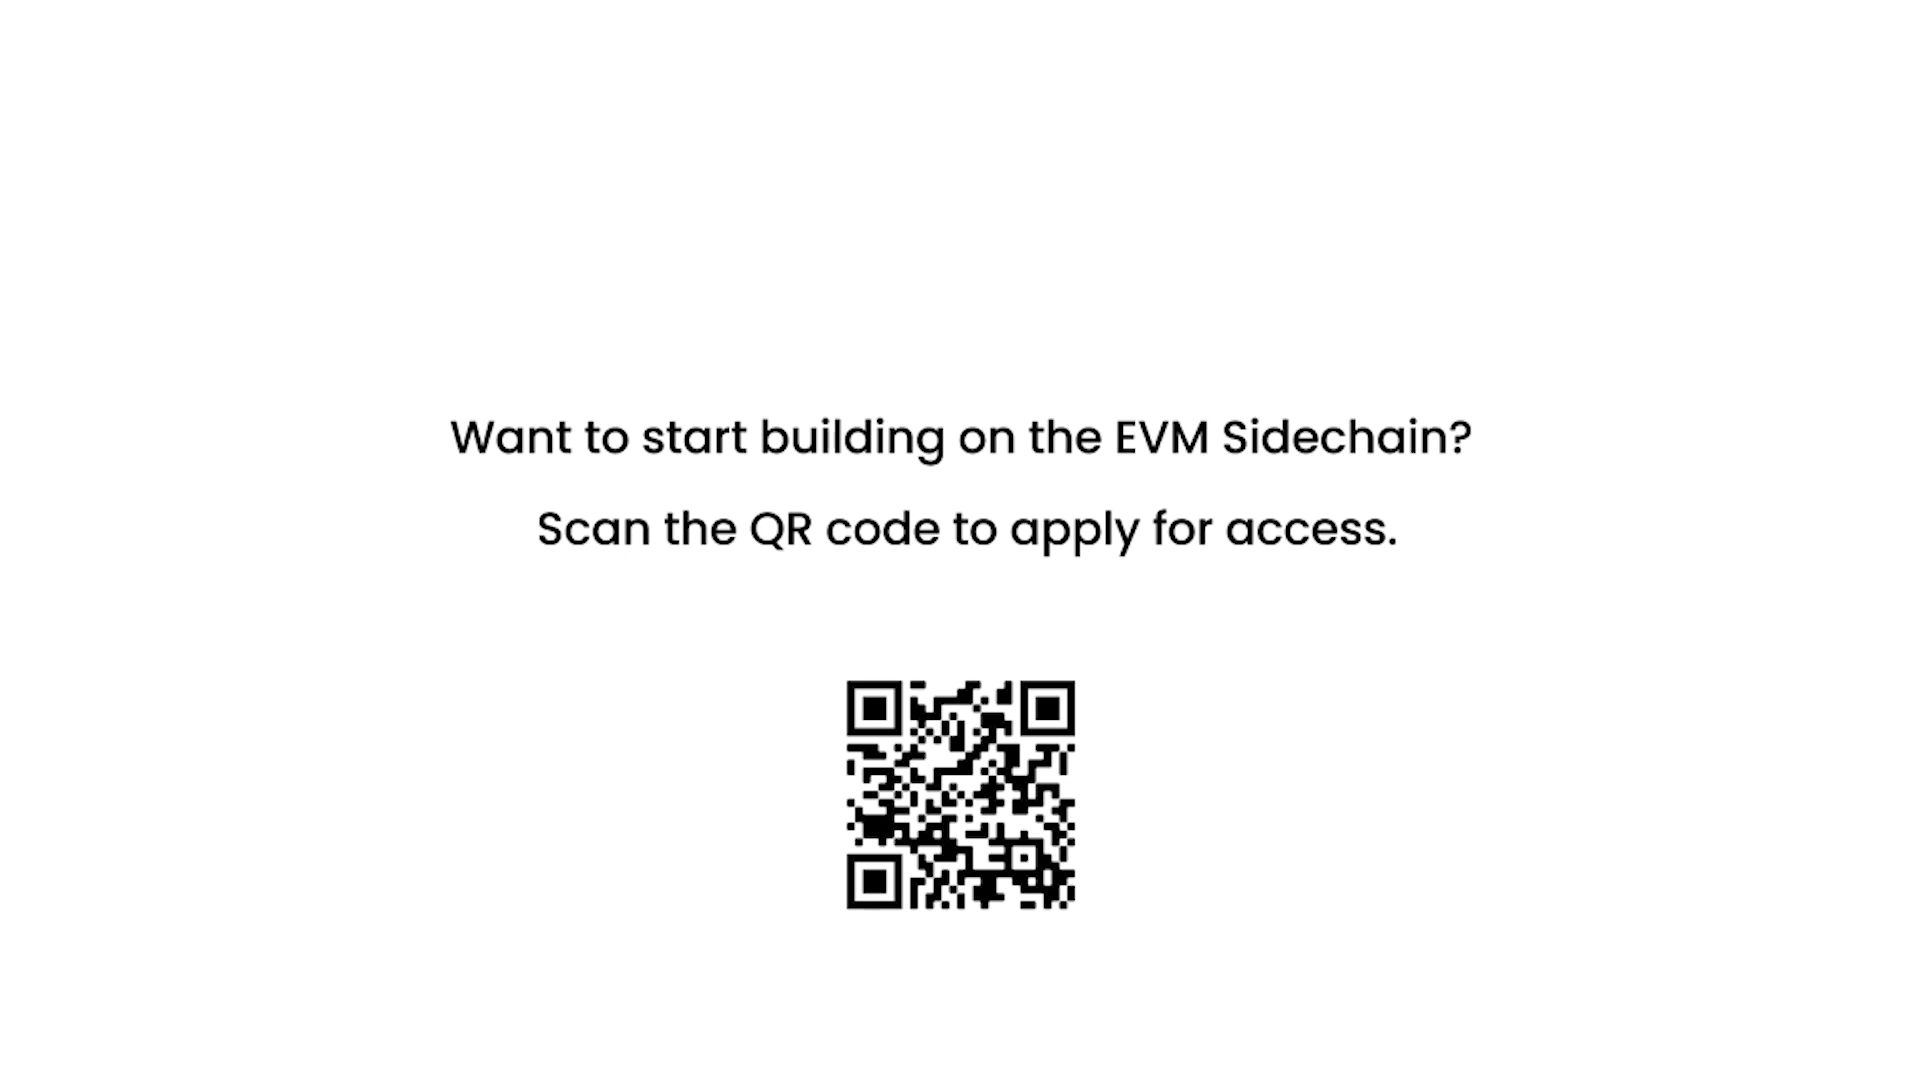 Want to start building on the EVM Sidechain?
Scan the QR code to apply for access.